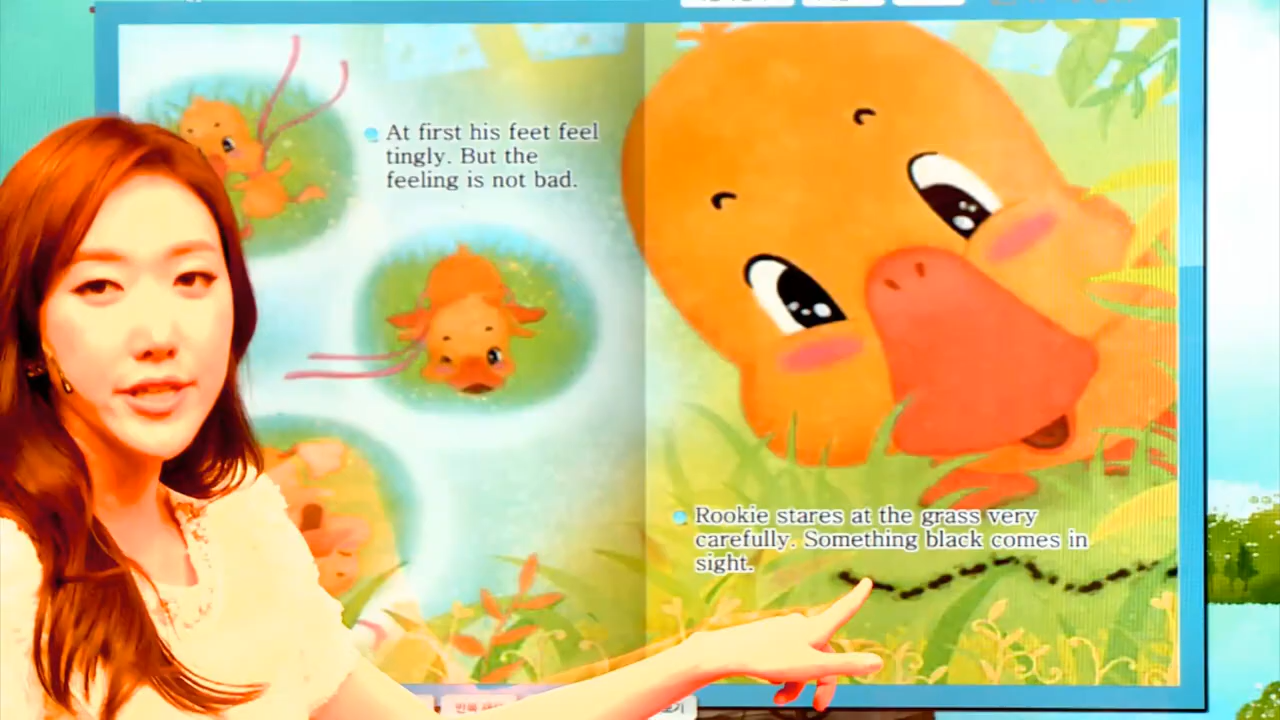 At first his feet feel
tingly. But the
feeling is not bad.
Rookie stares at the grass very
carefully. Something black comes in
sight.